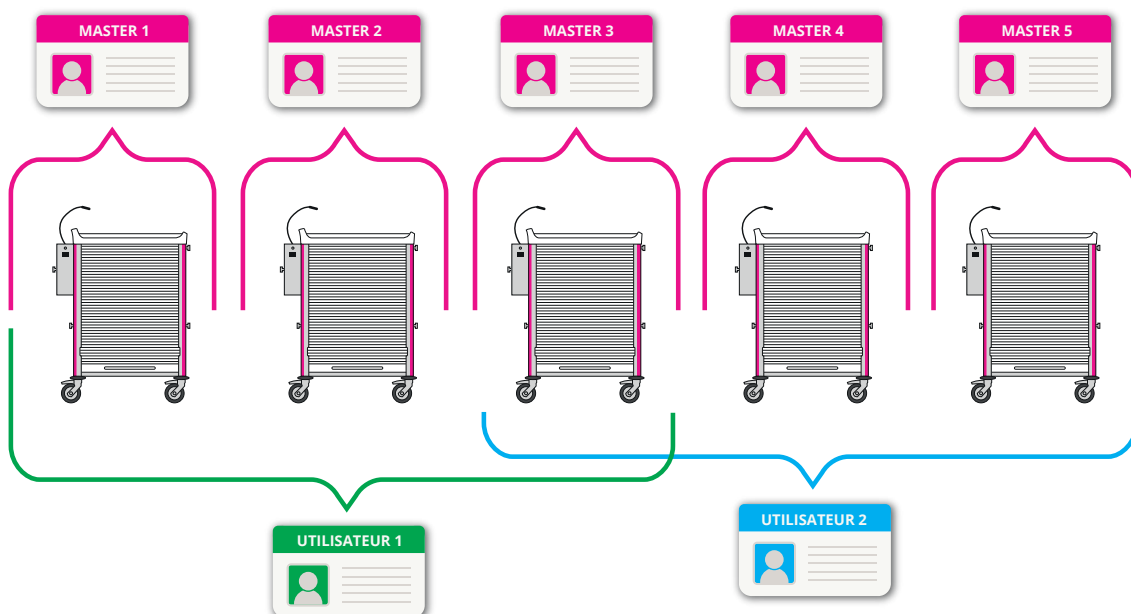 MASTER 1
MASTER 2
MASTER 3
MASTER 4
MASTER 5
UTILISATEUR 1
UTILISATEUR 2